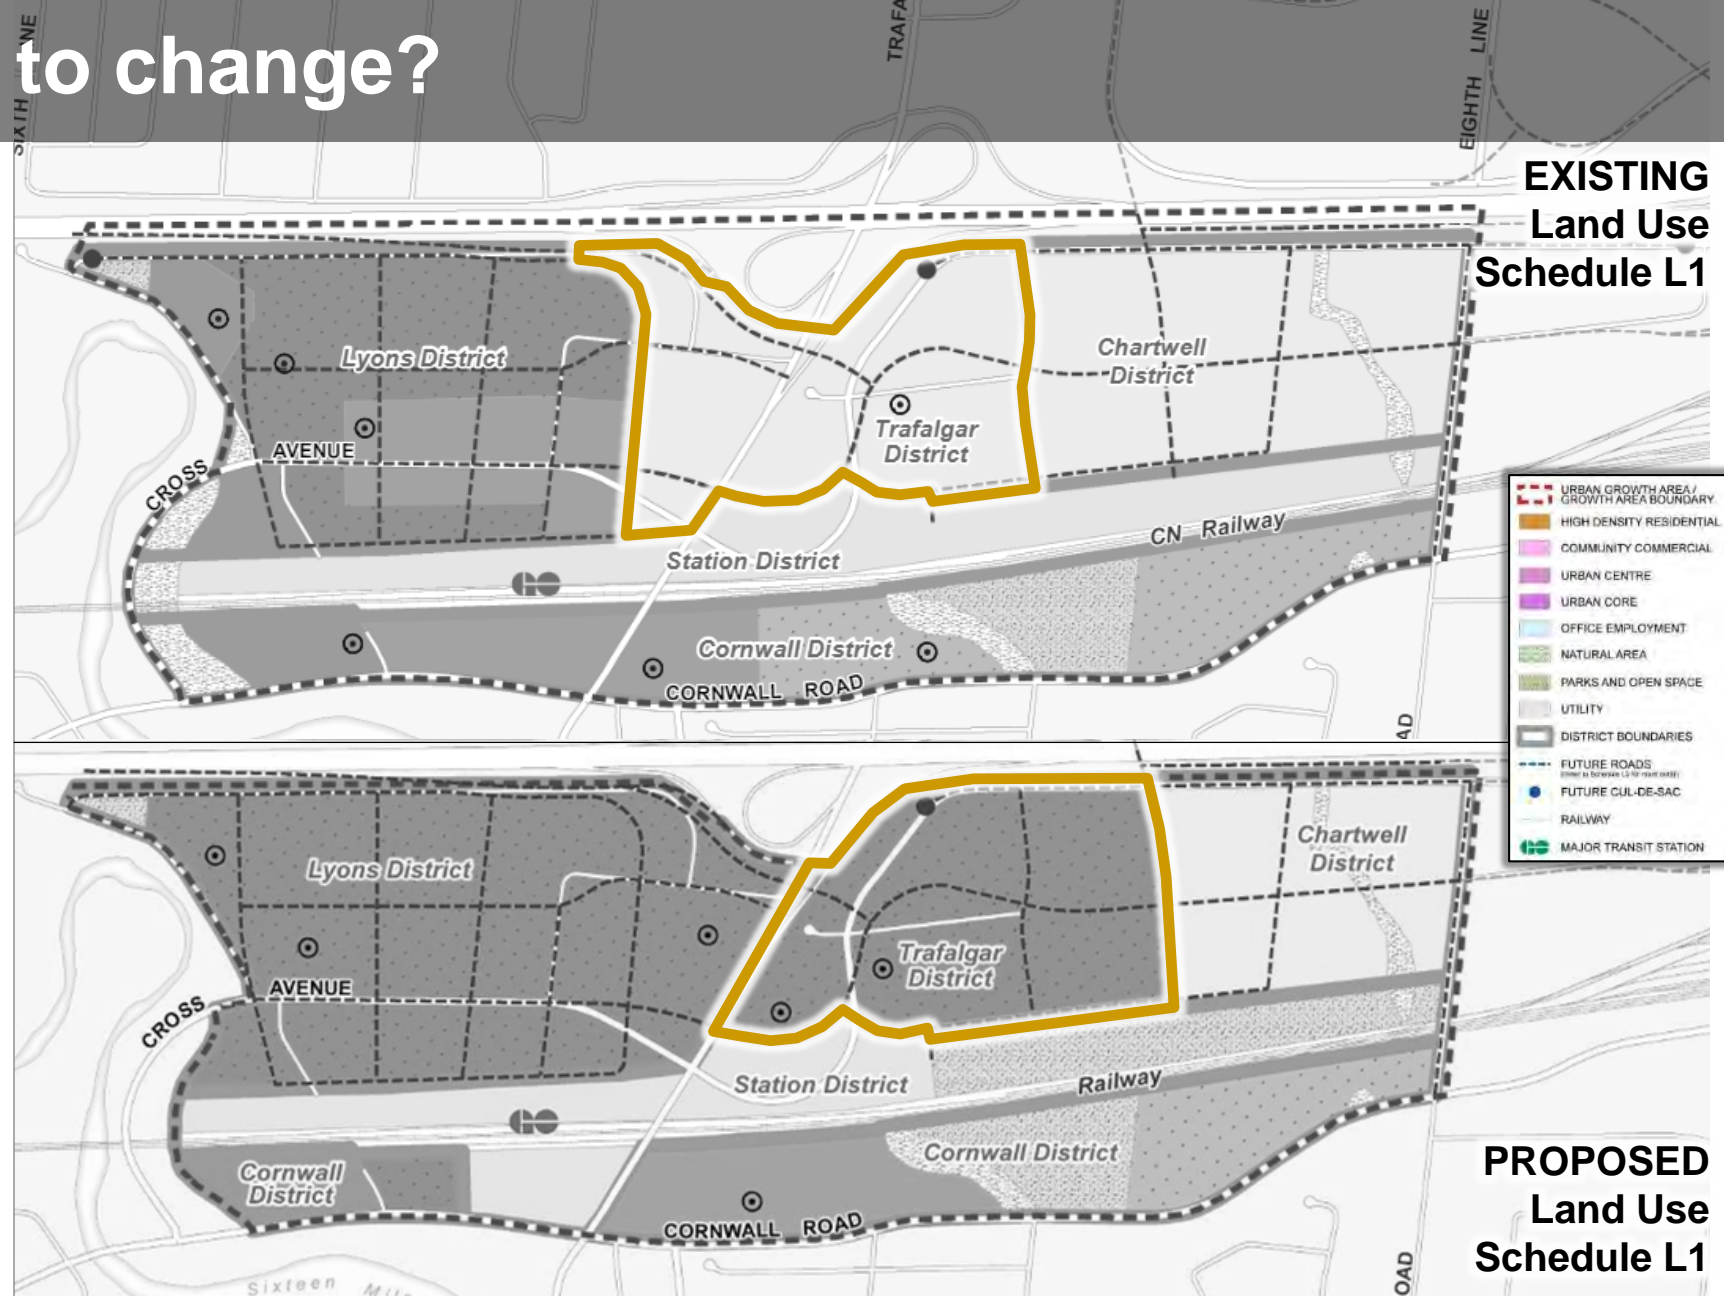 to change?
SIXTH
EIGHTH LINE
EXISTING
Land Use
Schedule L1
Lyons District
Chartwell
District
Trafalgar
District
AVENUE
CROSS
CN Railway
Station District
GO
Cornwall District
CORNWALL ROAD
URBAN GROWTH AREA /
GROWTH AREA BOUNDARY
HIGH DENSITY RESIDENTIAL
COMMUNITY COMMERCIAL
URBAN CENTRE
URBAN CORE
OFFICE EMPLOYMENT
NATURAL AREA
PARKS AND OPEN SPACE
UTILITY
DISTRICT BOUNDARIES
FUTURE ROADS
FUTURE CUL-DE-SAC
RAILWAY
GO MAJOR TRANSIT STATION
Lyons District
Chartwell
District
Trafalgar
District
AVENUE
CROSS
Station District
Railway
GO
Cornwall District
Cornwall
District
CORNWALL ROAD
PROPOSED
Land Use
Schedule L1
Sixteen